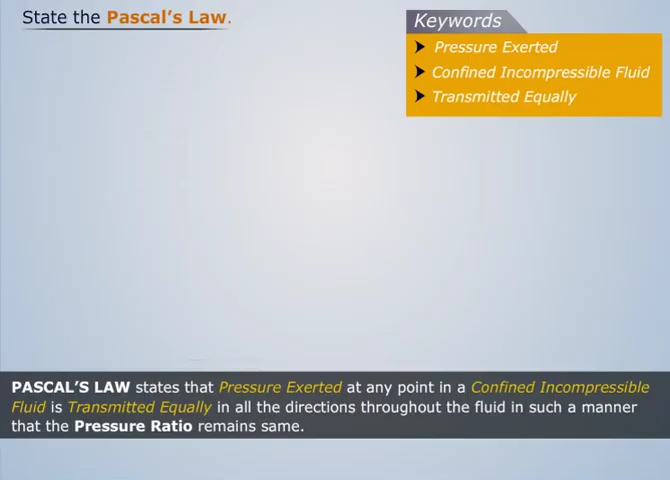 State the Pascal's Law.
Keywords
Pressure Exerted
Confined Incompressible Fluid
Transmitted Equally
PASCAL'S LAW states that Pressure Exerted at any point in a Confined Incompressible
Fluid is Transmitted Equally in all the directions throughout the fluid in such a manner
that the Pressure Ratio remains same.